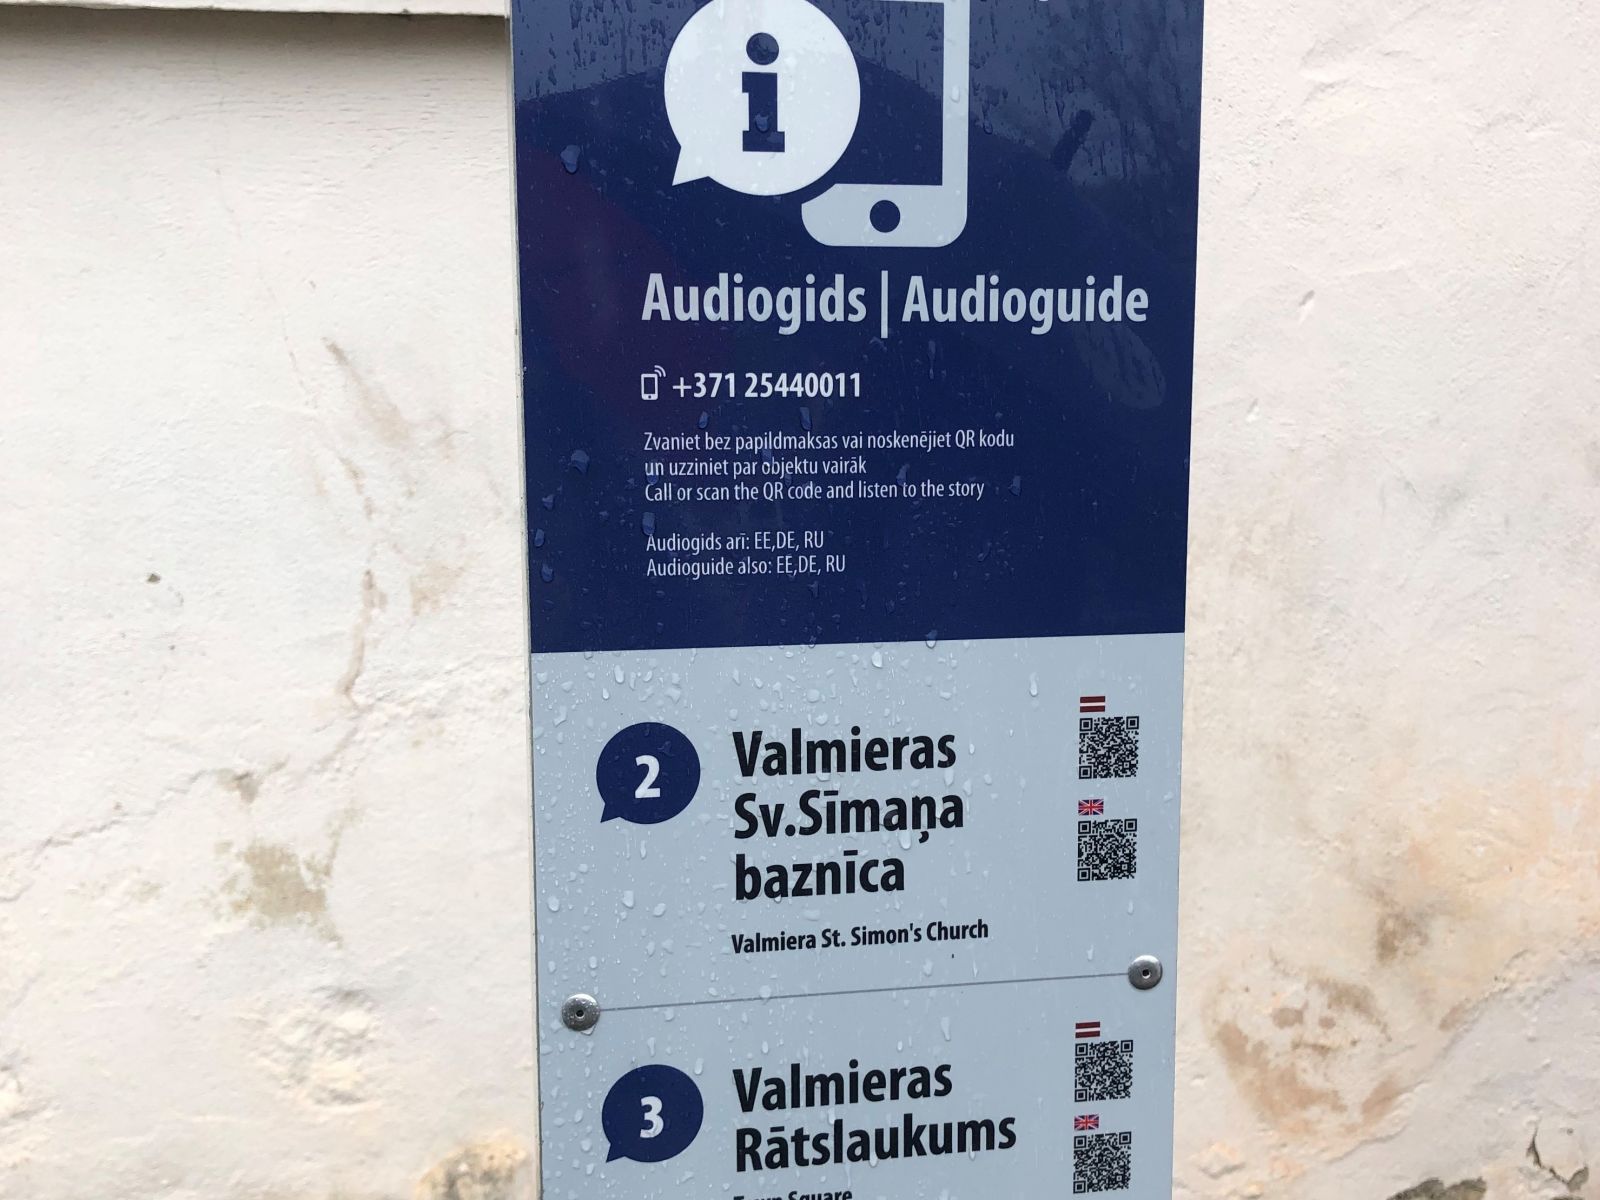 i
Audiogids | Audioguide
+371 25440011
Zvaniet bez papildmaksas vai noskenējiet QR kodu
un uzziniet par objektu vairāk
Call or scan the QR code and listen to the story
Audiogids arī: EE,DE, RU
Audioguide also: EE,DE, RU
2
Valmieras
Sv.Sīmaņa
baznīca
Valmiera St. Simon's Church
3
Valmieras
Rātslaukums
Town Square